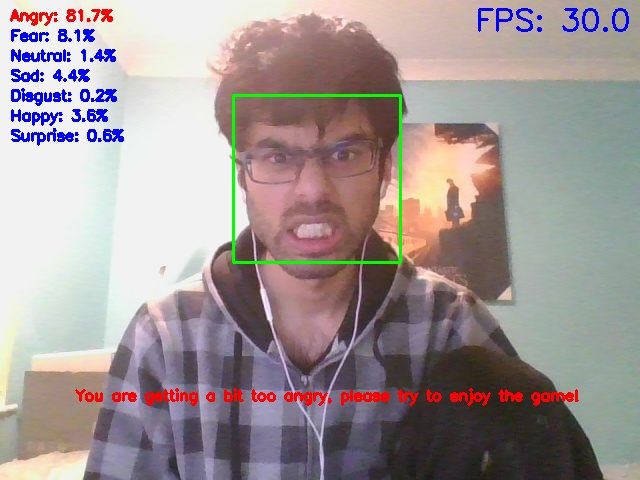 Angry: 81.7%
FPS: 30.0
Fear: 8.1%
Neutral: 1.4%
Sad: 4.4%
Disgust: 0.2%
Happy: 3.6%
Surprise: 0.6%
You are getting a bit too angry, please try to enjoy the game!